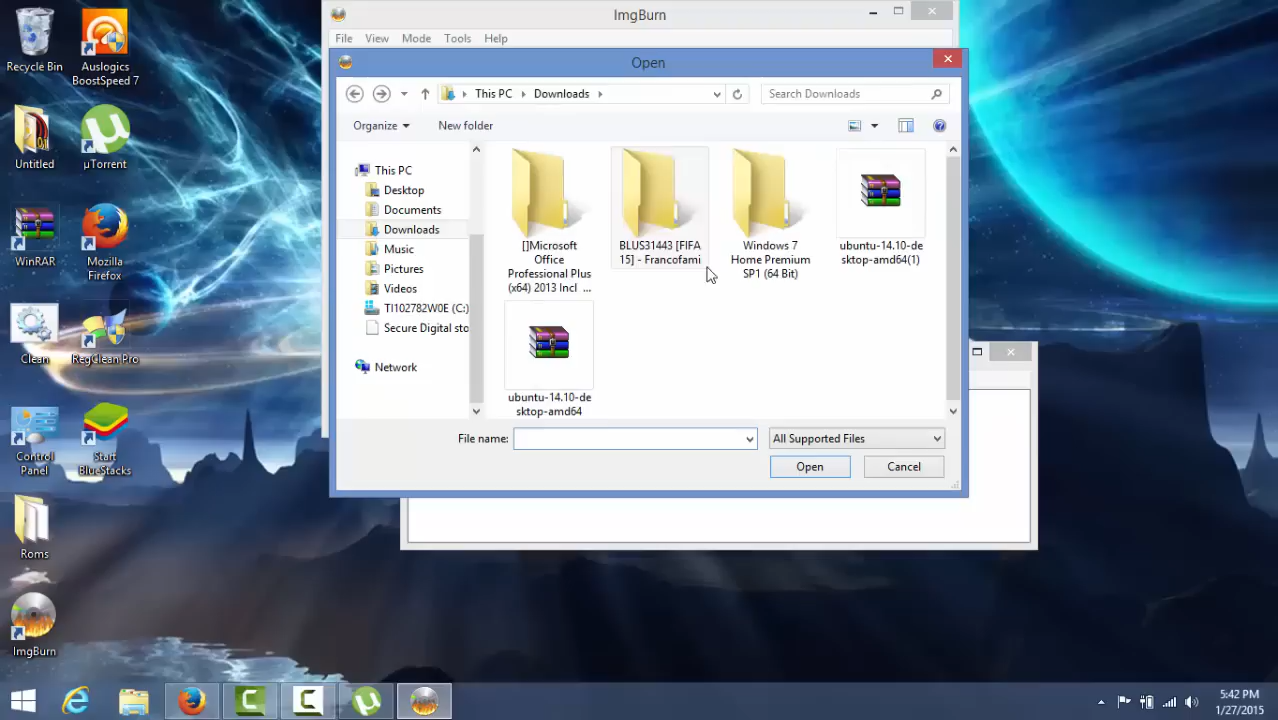 Recycle Bin
Auslogics
BoostSpeed 7
Untitled
µTorrent
WinRAR
Mozilla
Firefox
Clean
RegClean Pro
Control
Panel
Start
BlueStacks
Roms
ImgBurn
ImgBurn
File View Mode Tools Help
Open
This PC Downloads
Search Downloads
Organize New folder
This PC
Desktop
Documents
Downloads
Music
Pictures
Videos
TI102782W0E (C:)
Secure Digital sto
Network
[]Microsoft
Office
Professional Plus
(x64) 2013 Incl ...
BLUS31443 [FIFA
15] - Francofami
Windows 7
Home Premium
SP1 (64 Bit)
ubuntu-14.10-de
sktop-amd64(1)
ubuntu-14.10-de
sktop-amd64
File name:
All Supported Files
Open Cancel
5:42 PM
1/27/2015